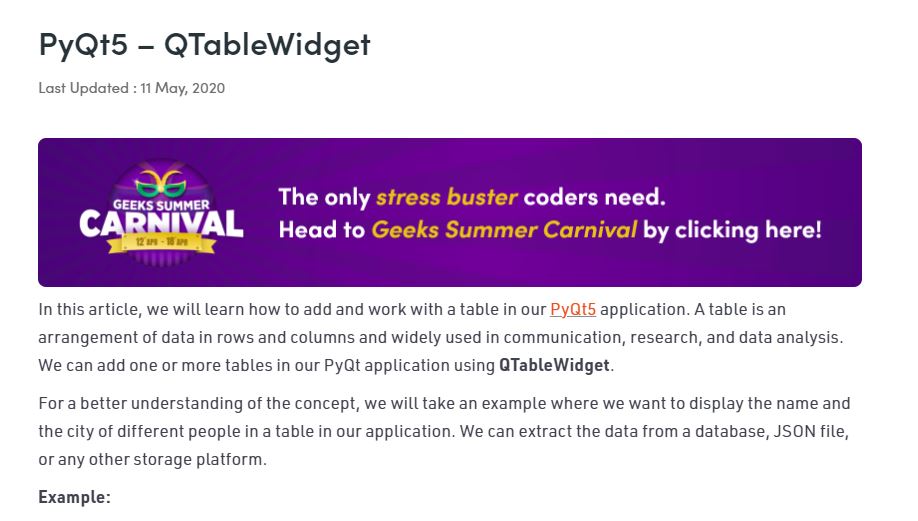 PyQt5 – QTableWidget
Last Updated : 11 May, 2020
GEEKS SUMMER
CARNIVAL
12th APR - 18th APR
The only stress buster coders need.
Head to Geeks Summer Carnival by clicking here!
In this article, we will learn how to add and work with a table in our PyQt5 application. A table is an
arrangement of data in rows and columns and widely used in communication, research, and data analysis.
We can add one or more tables in our PyQt application using QTableWidget.
For a better understanding of the concept, we will take an example where we want to display the name and
the city of different people in a table in our application. We can extract the data from a database, JSON file,
or any other storage platform.
Example: